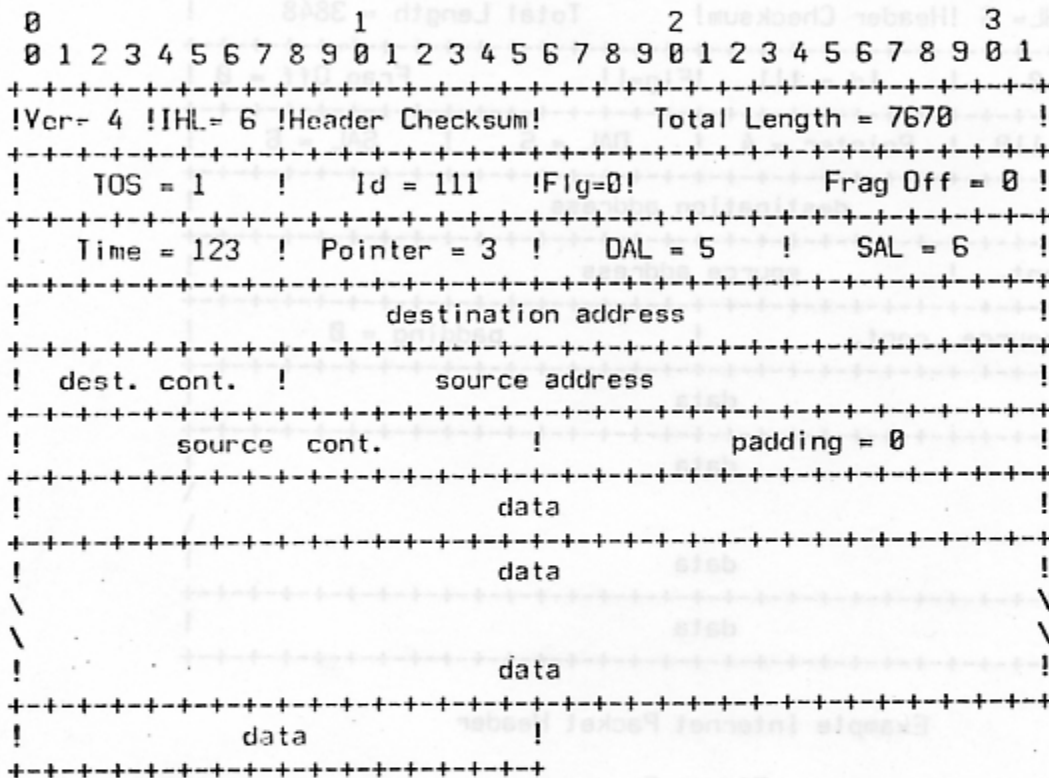 0                   1                   2                   3
0 1 2 3 4 5 6 7 8 9 0 1 2 3 4 5 6 7 8 9 0 1 2 3 4 5 6 7 8 9 0 1
+-+-+-+-+-+-+-+-+-+-+-+-+-+-+-+-+-+-+-+-+-+-+-+-+-+-+-+-+-+-+-+-+
!Ver= 4 !IHL= 6 !Header Checksum!       Total Length = 7670     !
+-+-+-+-+-+-+-+-+-+-+-+-+-+-+-+-+-+-+-+-+-+-+-+-+-+-+-+-+-+-+-+-+
!    TOS = 1    !    Id = 111   !Flg=0!           Frag Off = 0 !
+-+-+-+-+-+-+-+-+-+-+-+-+-+-+-+-+-+-+-+-+-+-+-+-+-+-+-+-+-+-+-+-+
!   Time = 123  !  Pointer = 3  !    DAL = 5    !    SAL = 6    !
+-+-+-+-+-+-+-+-+-+-+-+-+-+-+-+-+-+-+-+-+-+-+-+-+-+-+-+-+-+-+-+-+
!                      destination address                      !
+-+-+-+-+-+-+-+-+-+-+-+-+-+-+-+-+-+-+-+-+-+-+-+-+-+-+-+-+-+-+-+-+
!  dest. cont.  !         source address                        !
+-+-+-+-+-+-+-+-+-+-+-+-+-+-+-+-+-+-+-+-+-+-+-+-+-+-+-+-+-+-+-+-+
!         source  cont.         !           padding = 0         !
+-+-+-+-+-+-+-+-+-+-+-+-+-+-+-+-+-+-+-+-+-+-+-+-+-+-+-+-+-+-+-+-+
!                             data                              !
+-+-+-+-+-+-+-+-+-+-+-+-+-+-+-+-+-+-+-+-+-+-+-+-+-+-+-+-+-+-+-+-+
!                             data                              !
\                                                               \
\                                                               \
!                             data                              !
+-+-+-+-+-+-+-+-+-+-+-+-+-+-+-+-+-+-+-+-+-+-+-+-+-+-+-+-+-+-+-+-+
!             data              !
+-+-+-+-+-+-+-+-+-+-+-+-+-+-+-+-+